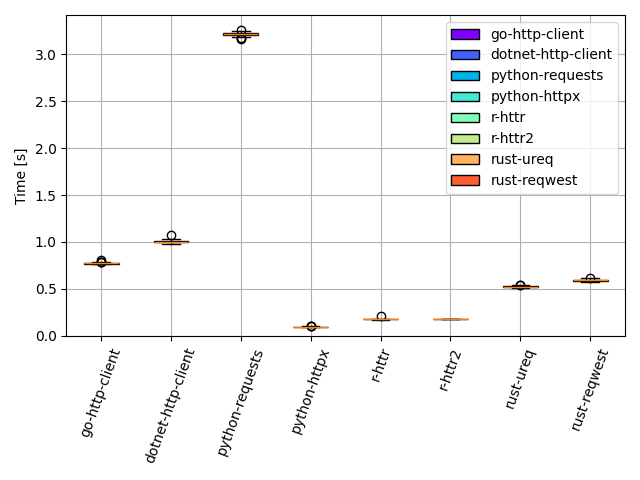 Time [s]
3.0
2.5
2.0
1.5
1.0
0.5
0.0
go-http-client
dotnet-http-client
python-requests
python-httpx
r-httr
r-httr2
rust-ureq
rust-reqwest
go-http-client
dotnet-http-client
python-requests
python-httpx
r-httr
r-httr2
rust-ureq
rust-reqwest